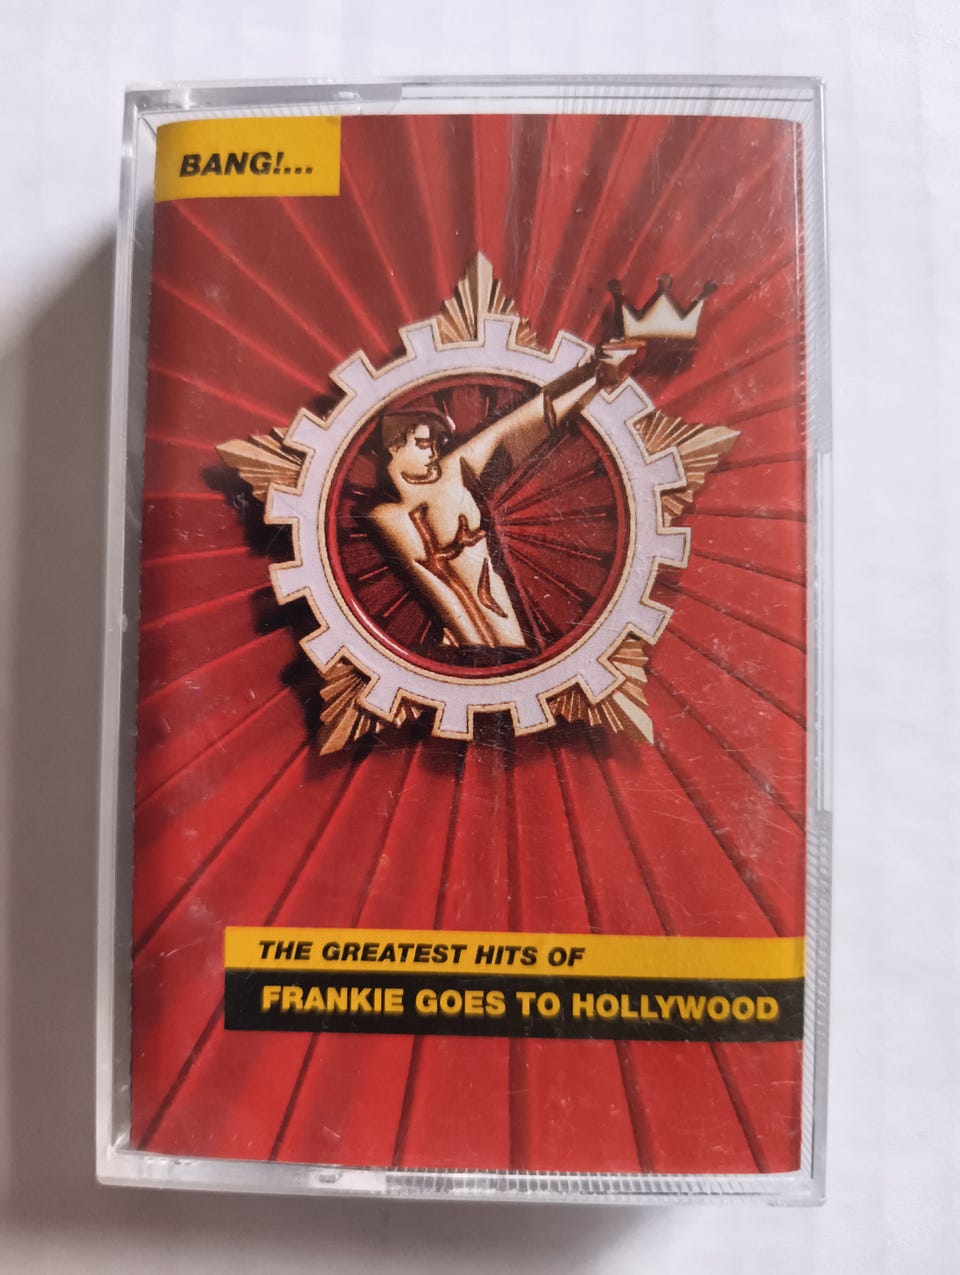 BANG!...
THE GREATEST HITS OF
FRANKIE GOES TO HOLLYWOOD